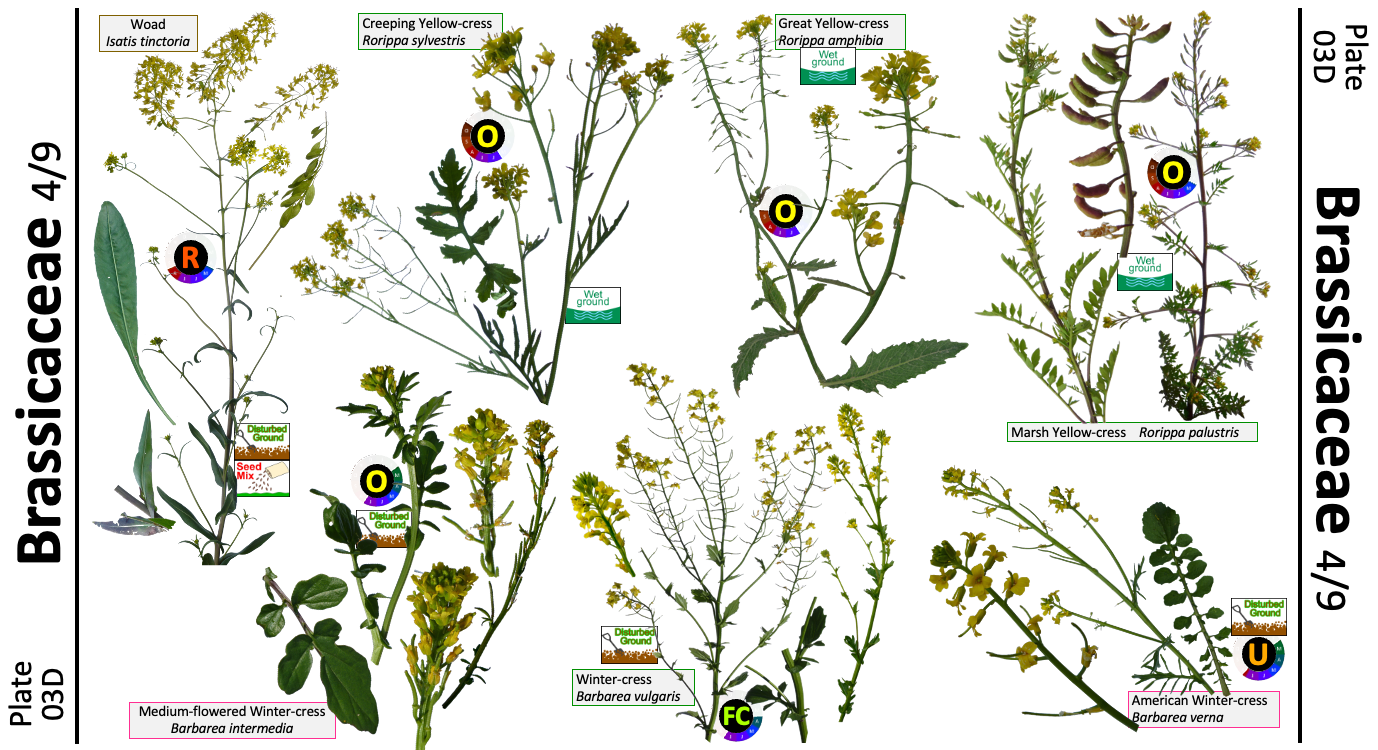 Brassicaceae 4/9
Plate
03D
Woad
Isatis tinctoria
R
Disturbed
Ground
Seed
Mix
Creeping Yellow-cress
Rorippa sylvestris
O
Wet
ground
Great Yellow-cress
Rorippa amphibia
Wet
ground
O
O
Wet
ground
Marsh Yellow-cress Rorippa palustris
O
Disturbed
Ground
Medium-flowered Winter-cress
Barbarea intermedia
Disturbed
Ground
Winter-cress
Barbarea vulgaris
FC
Disturbed
Ground
U
American Winter-cress
Barbarea verna
Plate
03D
Brassicaceae 4/9